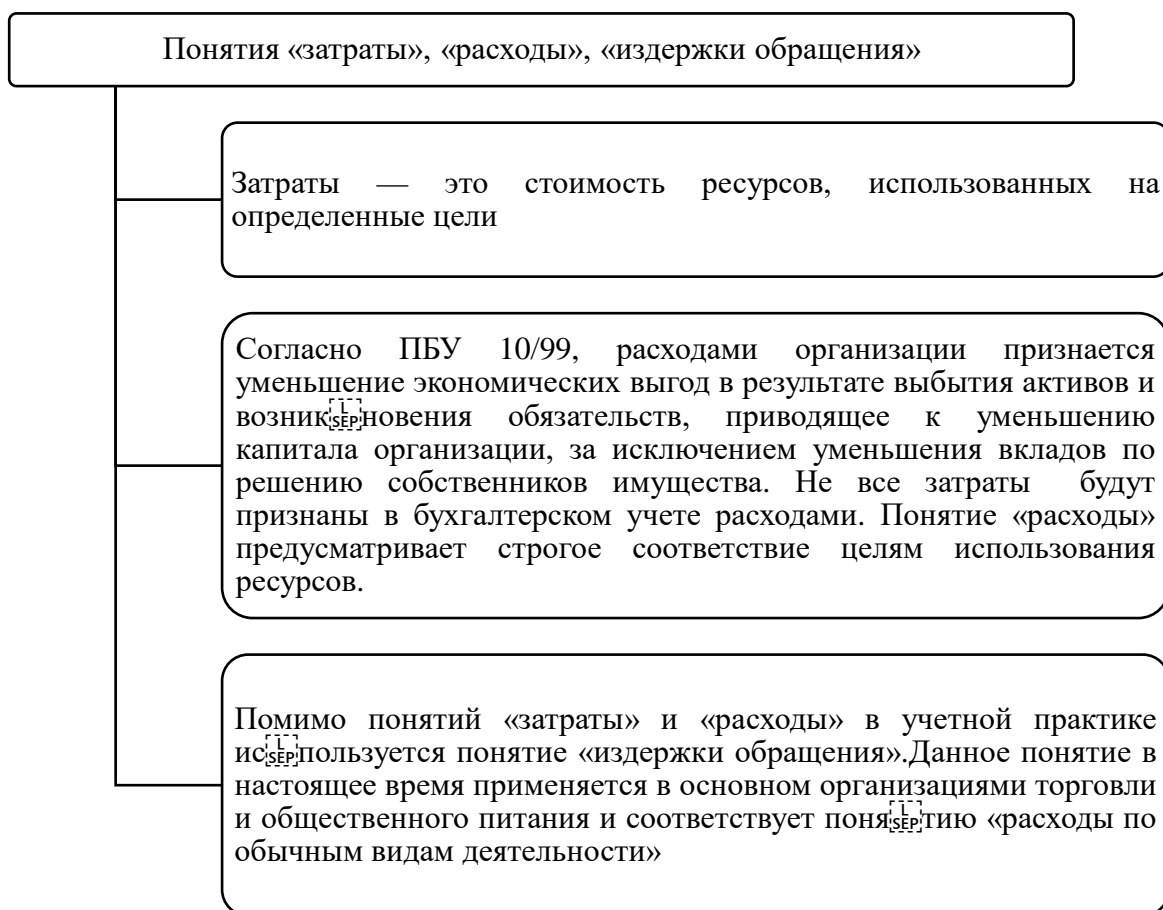 Понятия «затраты», «расходы», «издержки обращения»
Затраты — это стоимость ресурсов, использованных на
определенные цели
Согласно ПБУ 10/99, расходами организации признается
уменьшение экономических выгод в результате выбытия активов и
возникLSEPновения обязательств, приводящее к уменьшению
капитала организации, за исключением уменьшения вкладов по
решению собственников имущества. Не все затраты будут
признаны в бухгалтерском учете расходами. Понятие «расходы»
предусматривает строгое соответствие целям использования
ресурсов.
Помимо понятий «затраты» и «расходы» в учетной практике
исLSEPпользуется понятие «издержки обращения».Данное понятие в
настоящее время применяется в основном организациями торговли
и общественного питания и соответствует поняLSEPтию «расходы по
обычным видам деятельности»